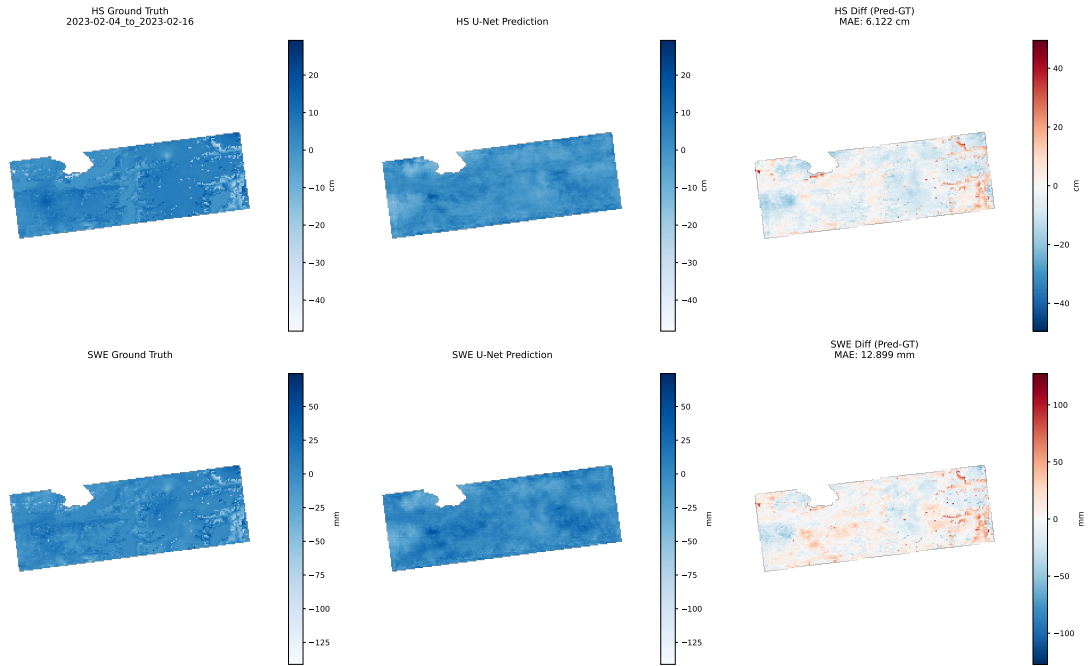 HS Ground Truth
2023-02-04_to_2023-02-16
HS U-Net Prediction
HS Diff (Pred-GT)
MAE: 6.122 cm
20
10
0
−10
−20
−30
−40
cm
20
10
0
−10
−20
−30
−40
cm
40
20
0
−20
−40
cm
SWE Ground Truth
SWE U-Net Prediction
SWE Diff (Pred-GT)
MAE: 12.899 mm
50
25
0
−25
−50
−75
−100
−125
mm
50
25
0
−25
−50
−75
−100
−125
mm
100
50
0
−50
−100
mm